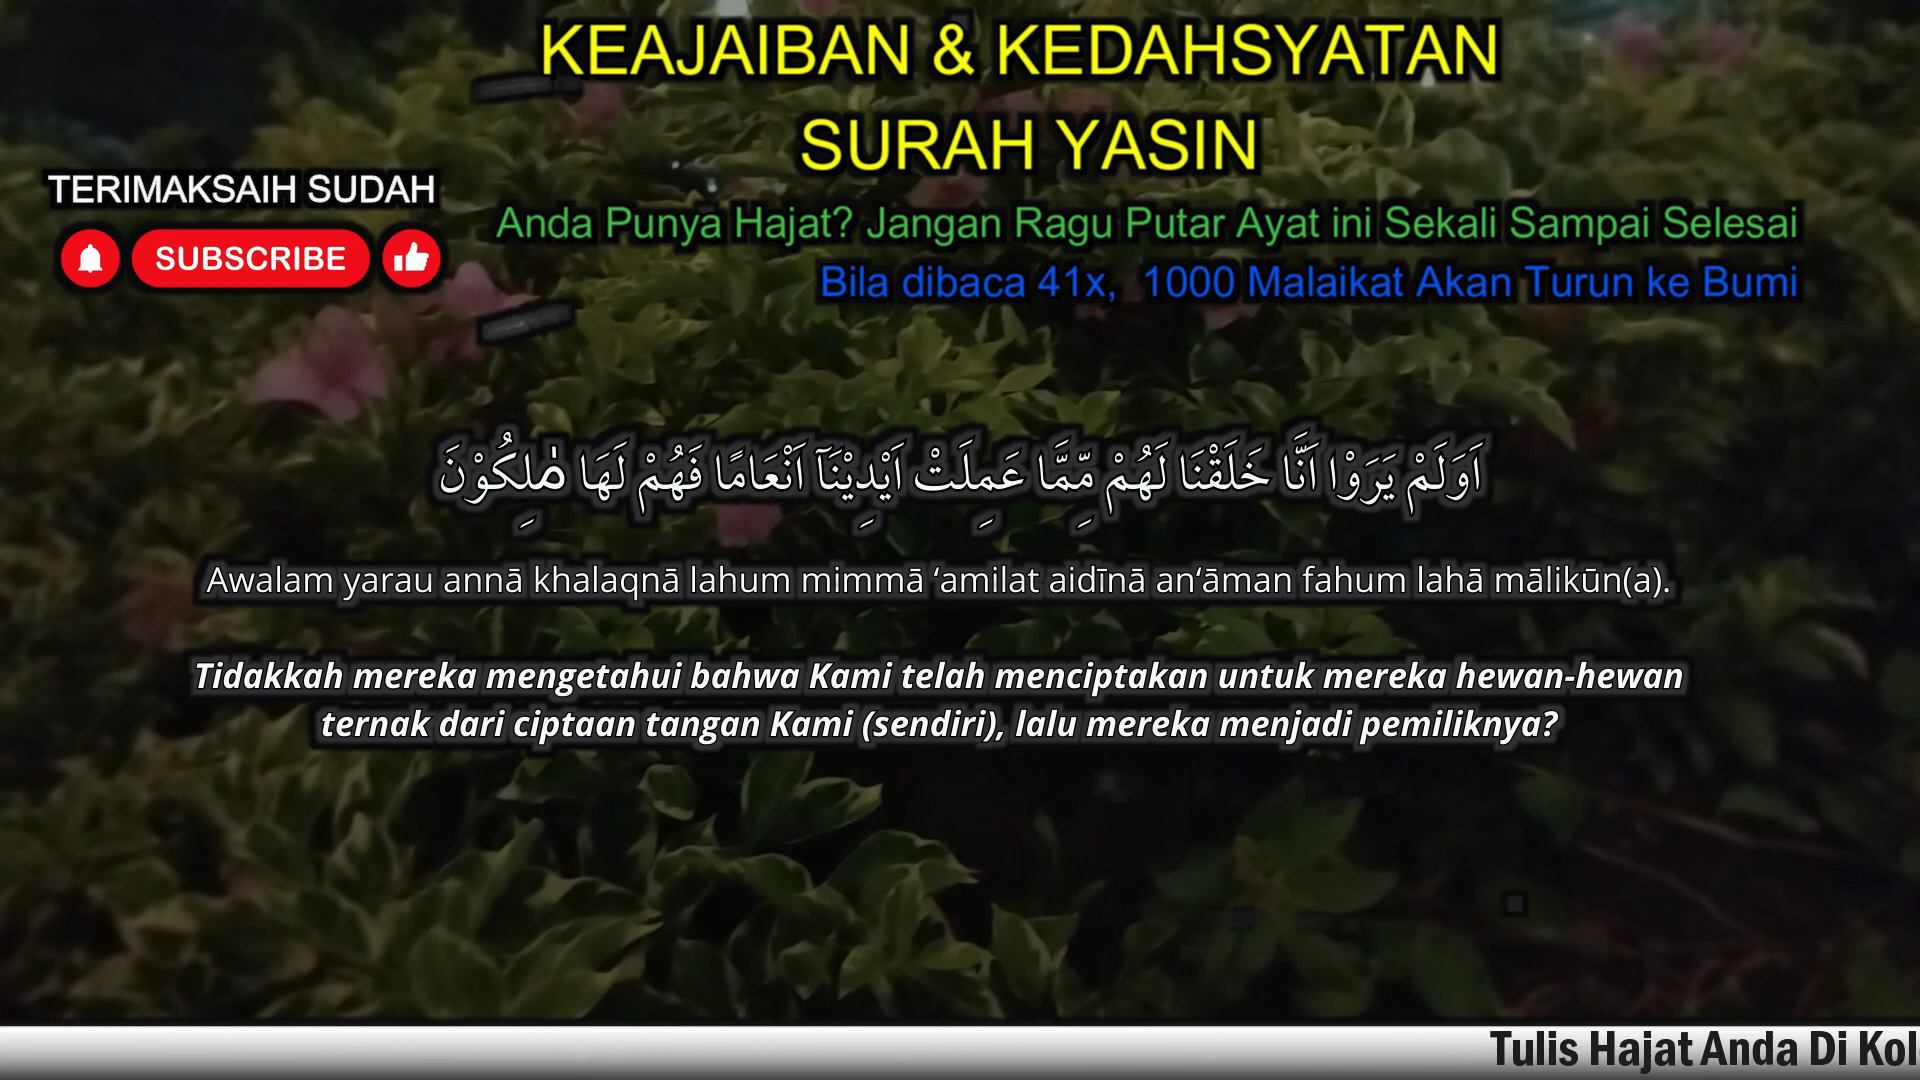 KEAJAIBAN & KEDAHSYATAN
SURAH YASIN
TERIMAKSAIH SUDAH
SUBSCRIBE
Anda Punya Hajat? Jangan Ragu Putar Ayat ini Sekali Sampai Selesai
Bila dibaca 41x, 1000 Malaikat Akan Turun ke Bumi
اَوَلَمْ يَرَوْا اَنَّا خَلَقْنَا لَهُمْ مِّمَّا عَمِلَتْ اَيْدِيْنَآ اَنْعَامًا فَهُمْ لَهَا مٰلِكُوْنَ
Awalam yarau annā khalaqnā lahum mimmā ‘amilat aidīnā an‘āman fahum lahā mālikūn(a).
Tidakkah mereka mengetahui bahwa Kami telah menciptakan untuk mereka hewan-hewan
ternak dari ciptaan tangan Kami (sendiri), lalu mereka menjadi pemiliknya?
Tulis Hajat Anda Di Kol